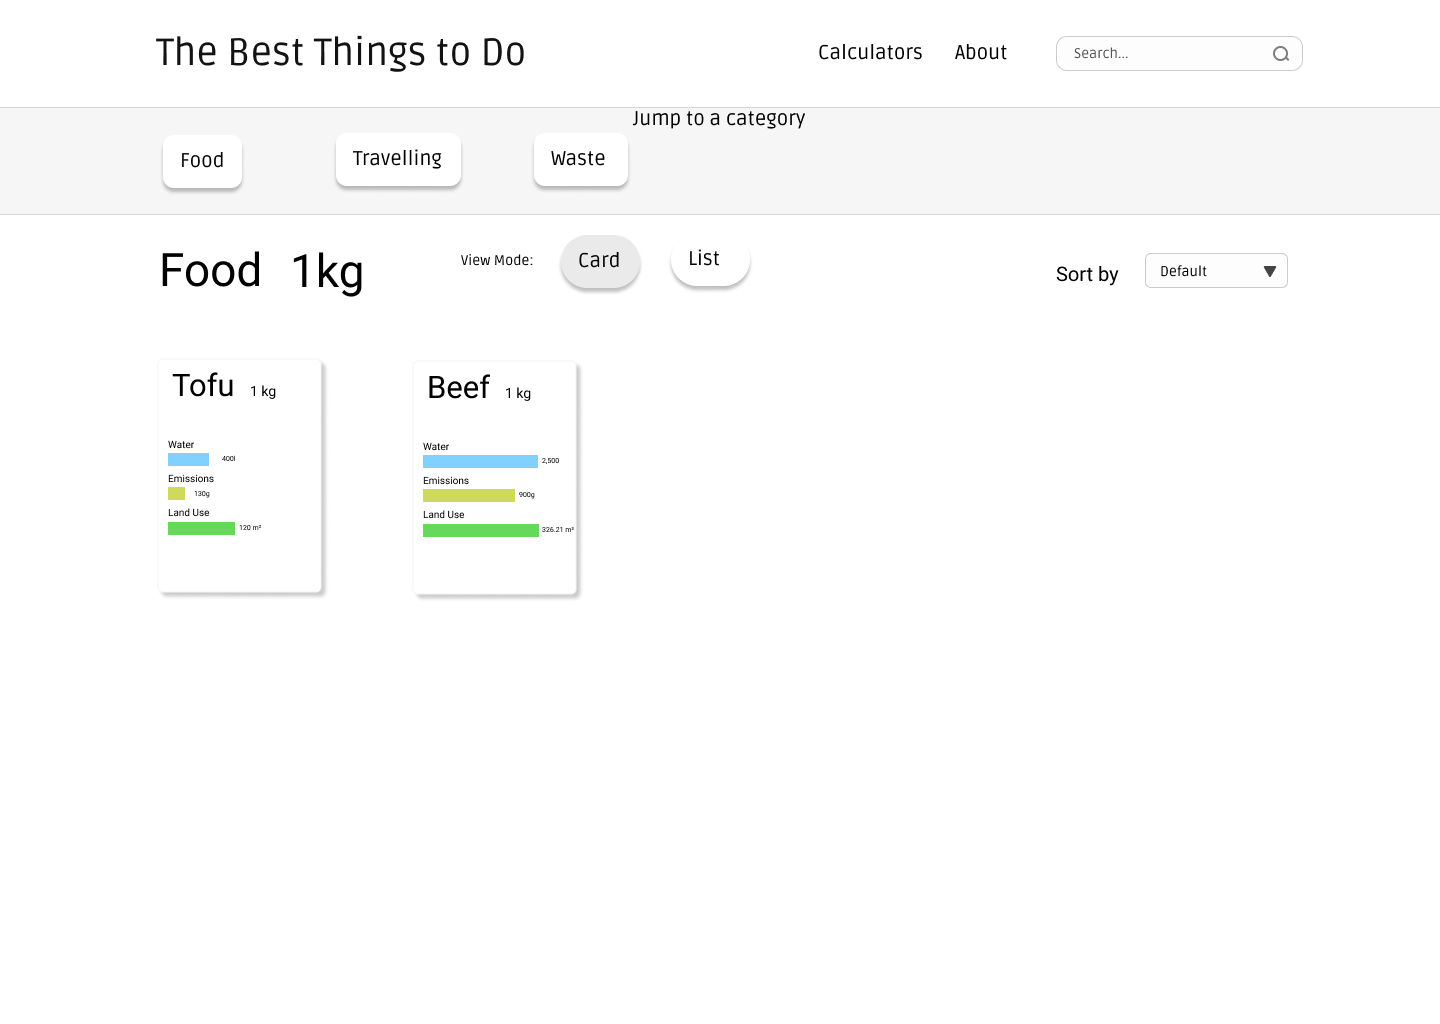 The Best Things to Do
Calculators
About
Search...
Jump to a category
Food
Travelling
Waste
Food 1kg
View Mode:
Card
List
Sort by
Default
Tofu 1 kg
Water
400l
Emissions
130g
Land Use
120 m²
Beef 1 kg
Water
2,500
Emissions
900g
Land Use
326.21 m²